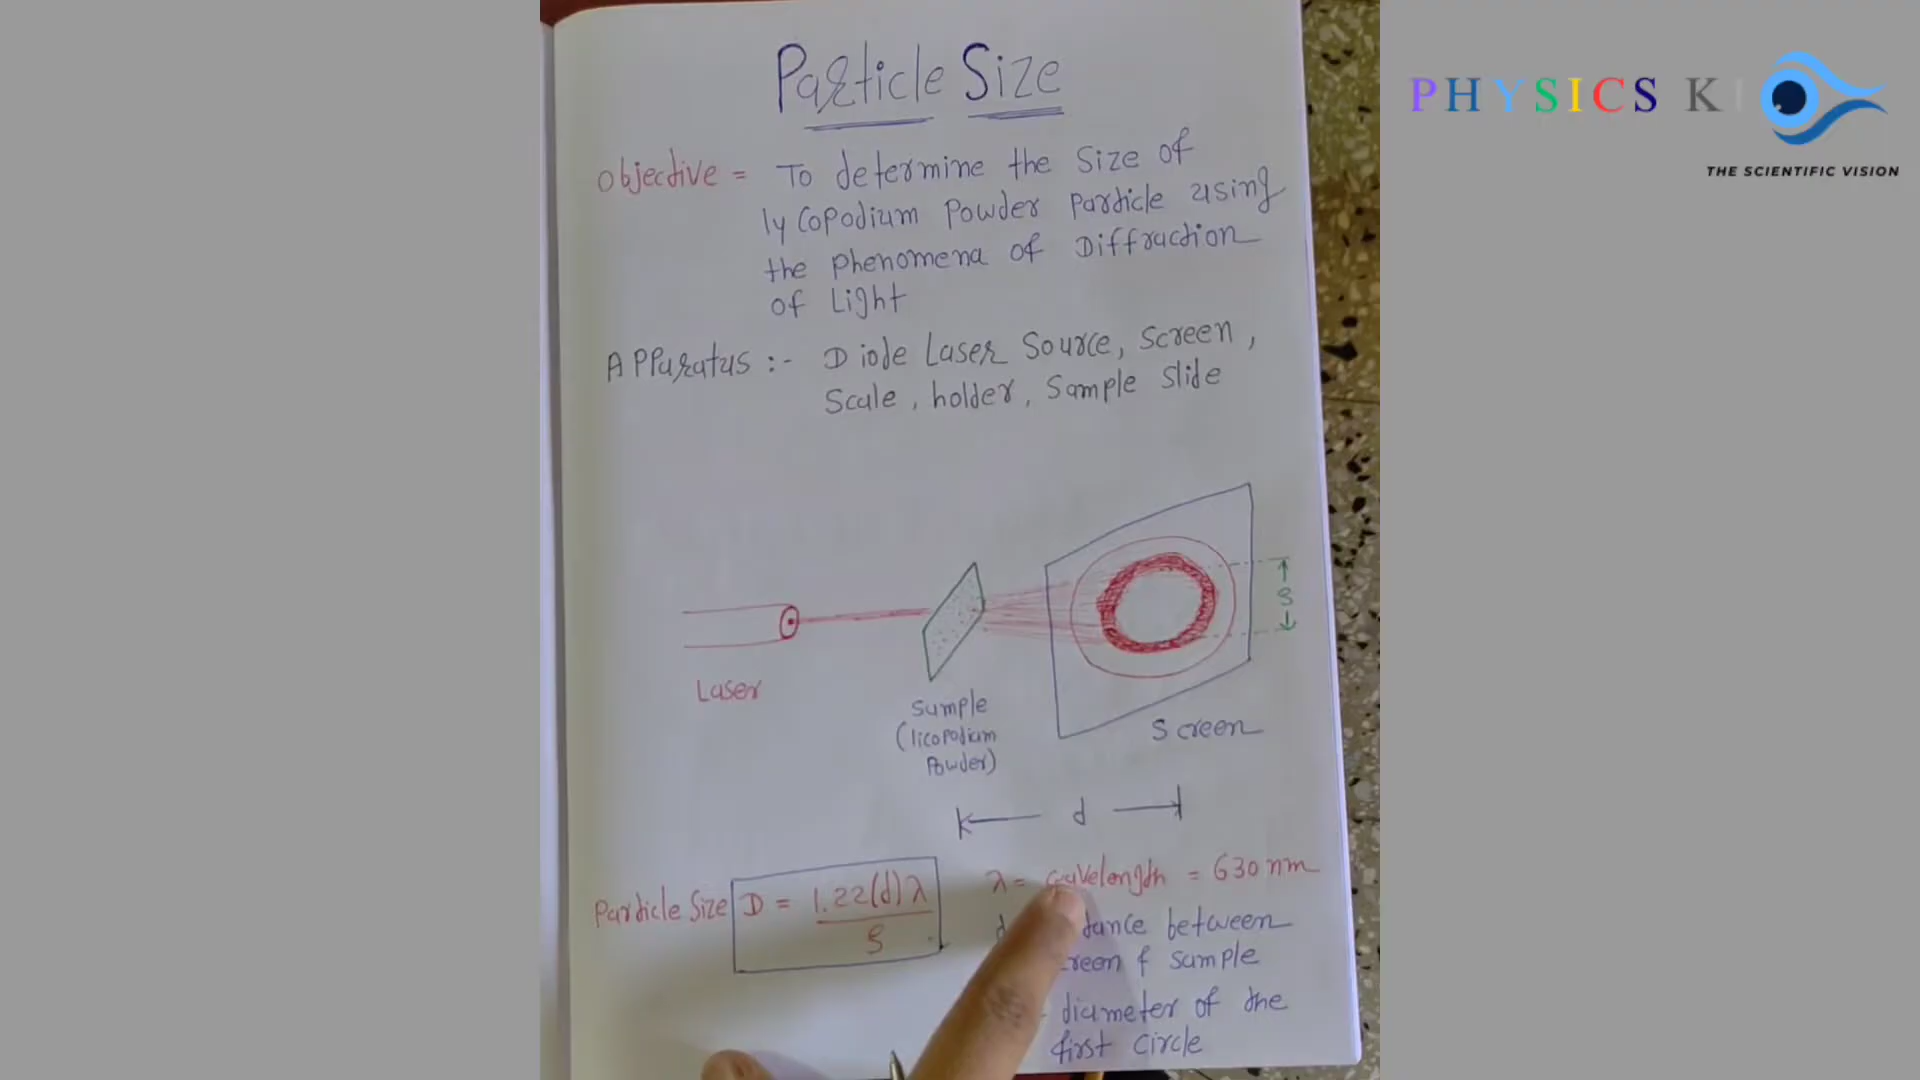 Particle Size
Objective = To determine the size of
lycopodium Powder Particle using
the Phenomena of Diffraction
of Light
Apparatus :- Diode Laser Source, Screen,
Scale, holder, Sample slide
S
Laser
Sample
(licopodium
Powder)
Screen
d
Particle Size D = 1.22(d)λ
S
λ = wavelength = 630 nm
d
between
sample
diameter of the
first circle
PHYSICS K
THE SCIENTIFIC VISION